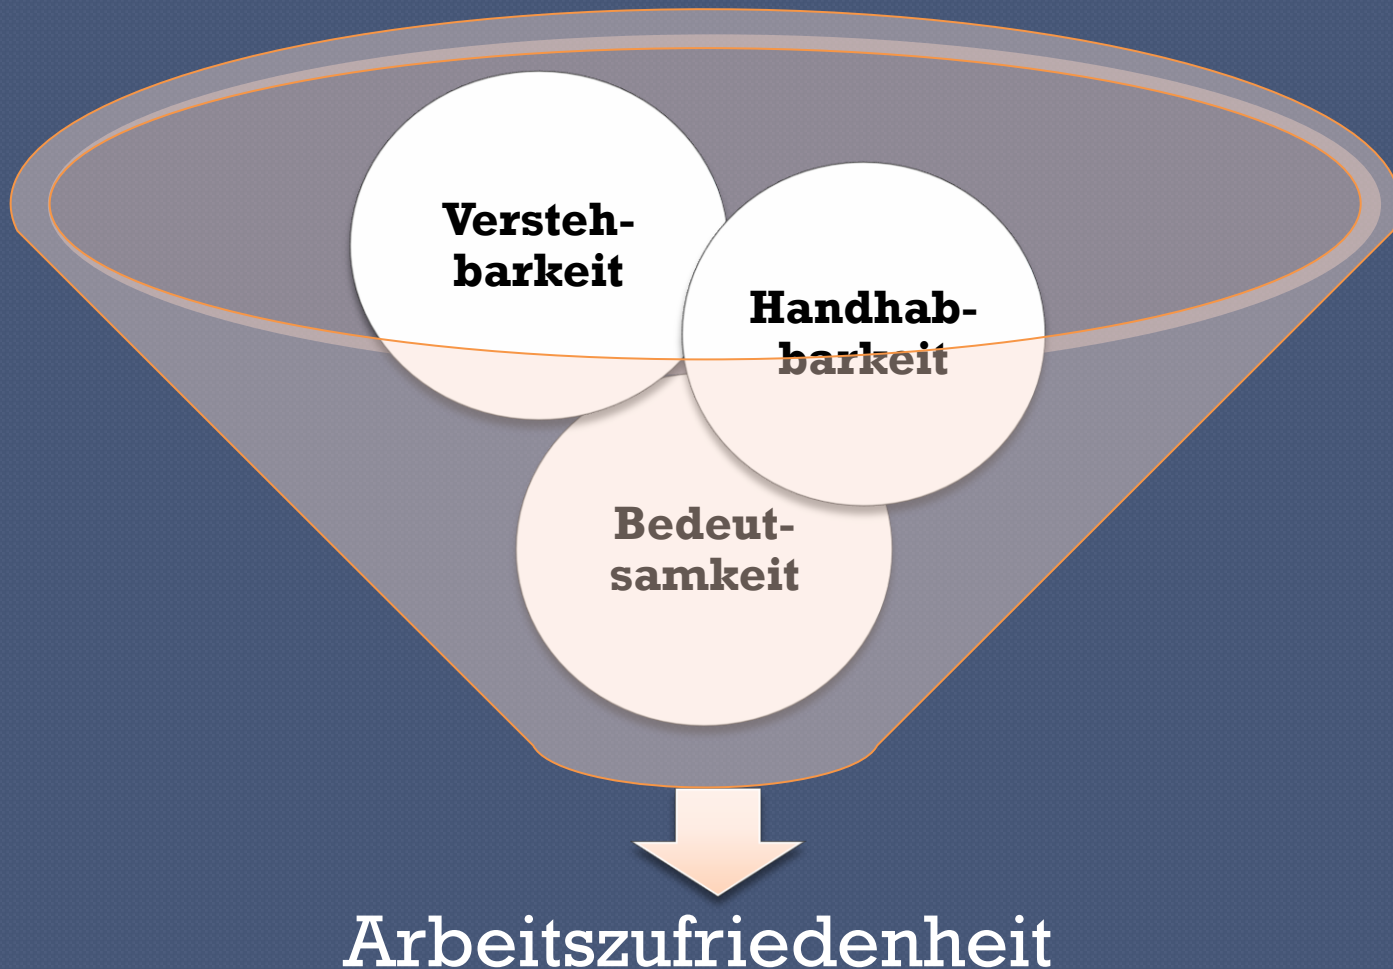 Versteh-
barkeit
Handhab-
barkeit
Bedeut-
samkeit
Arbeitszufriedenheit